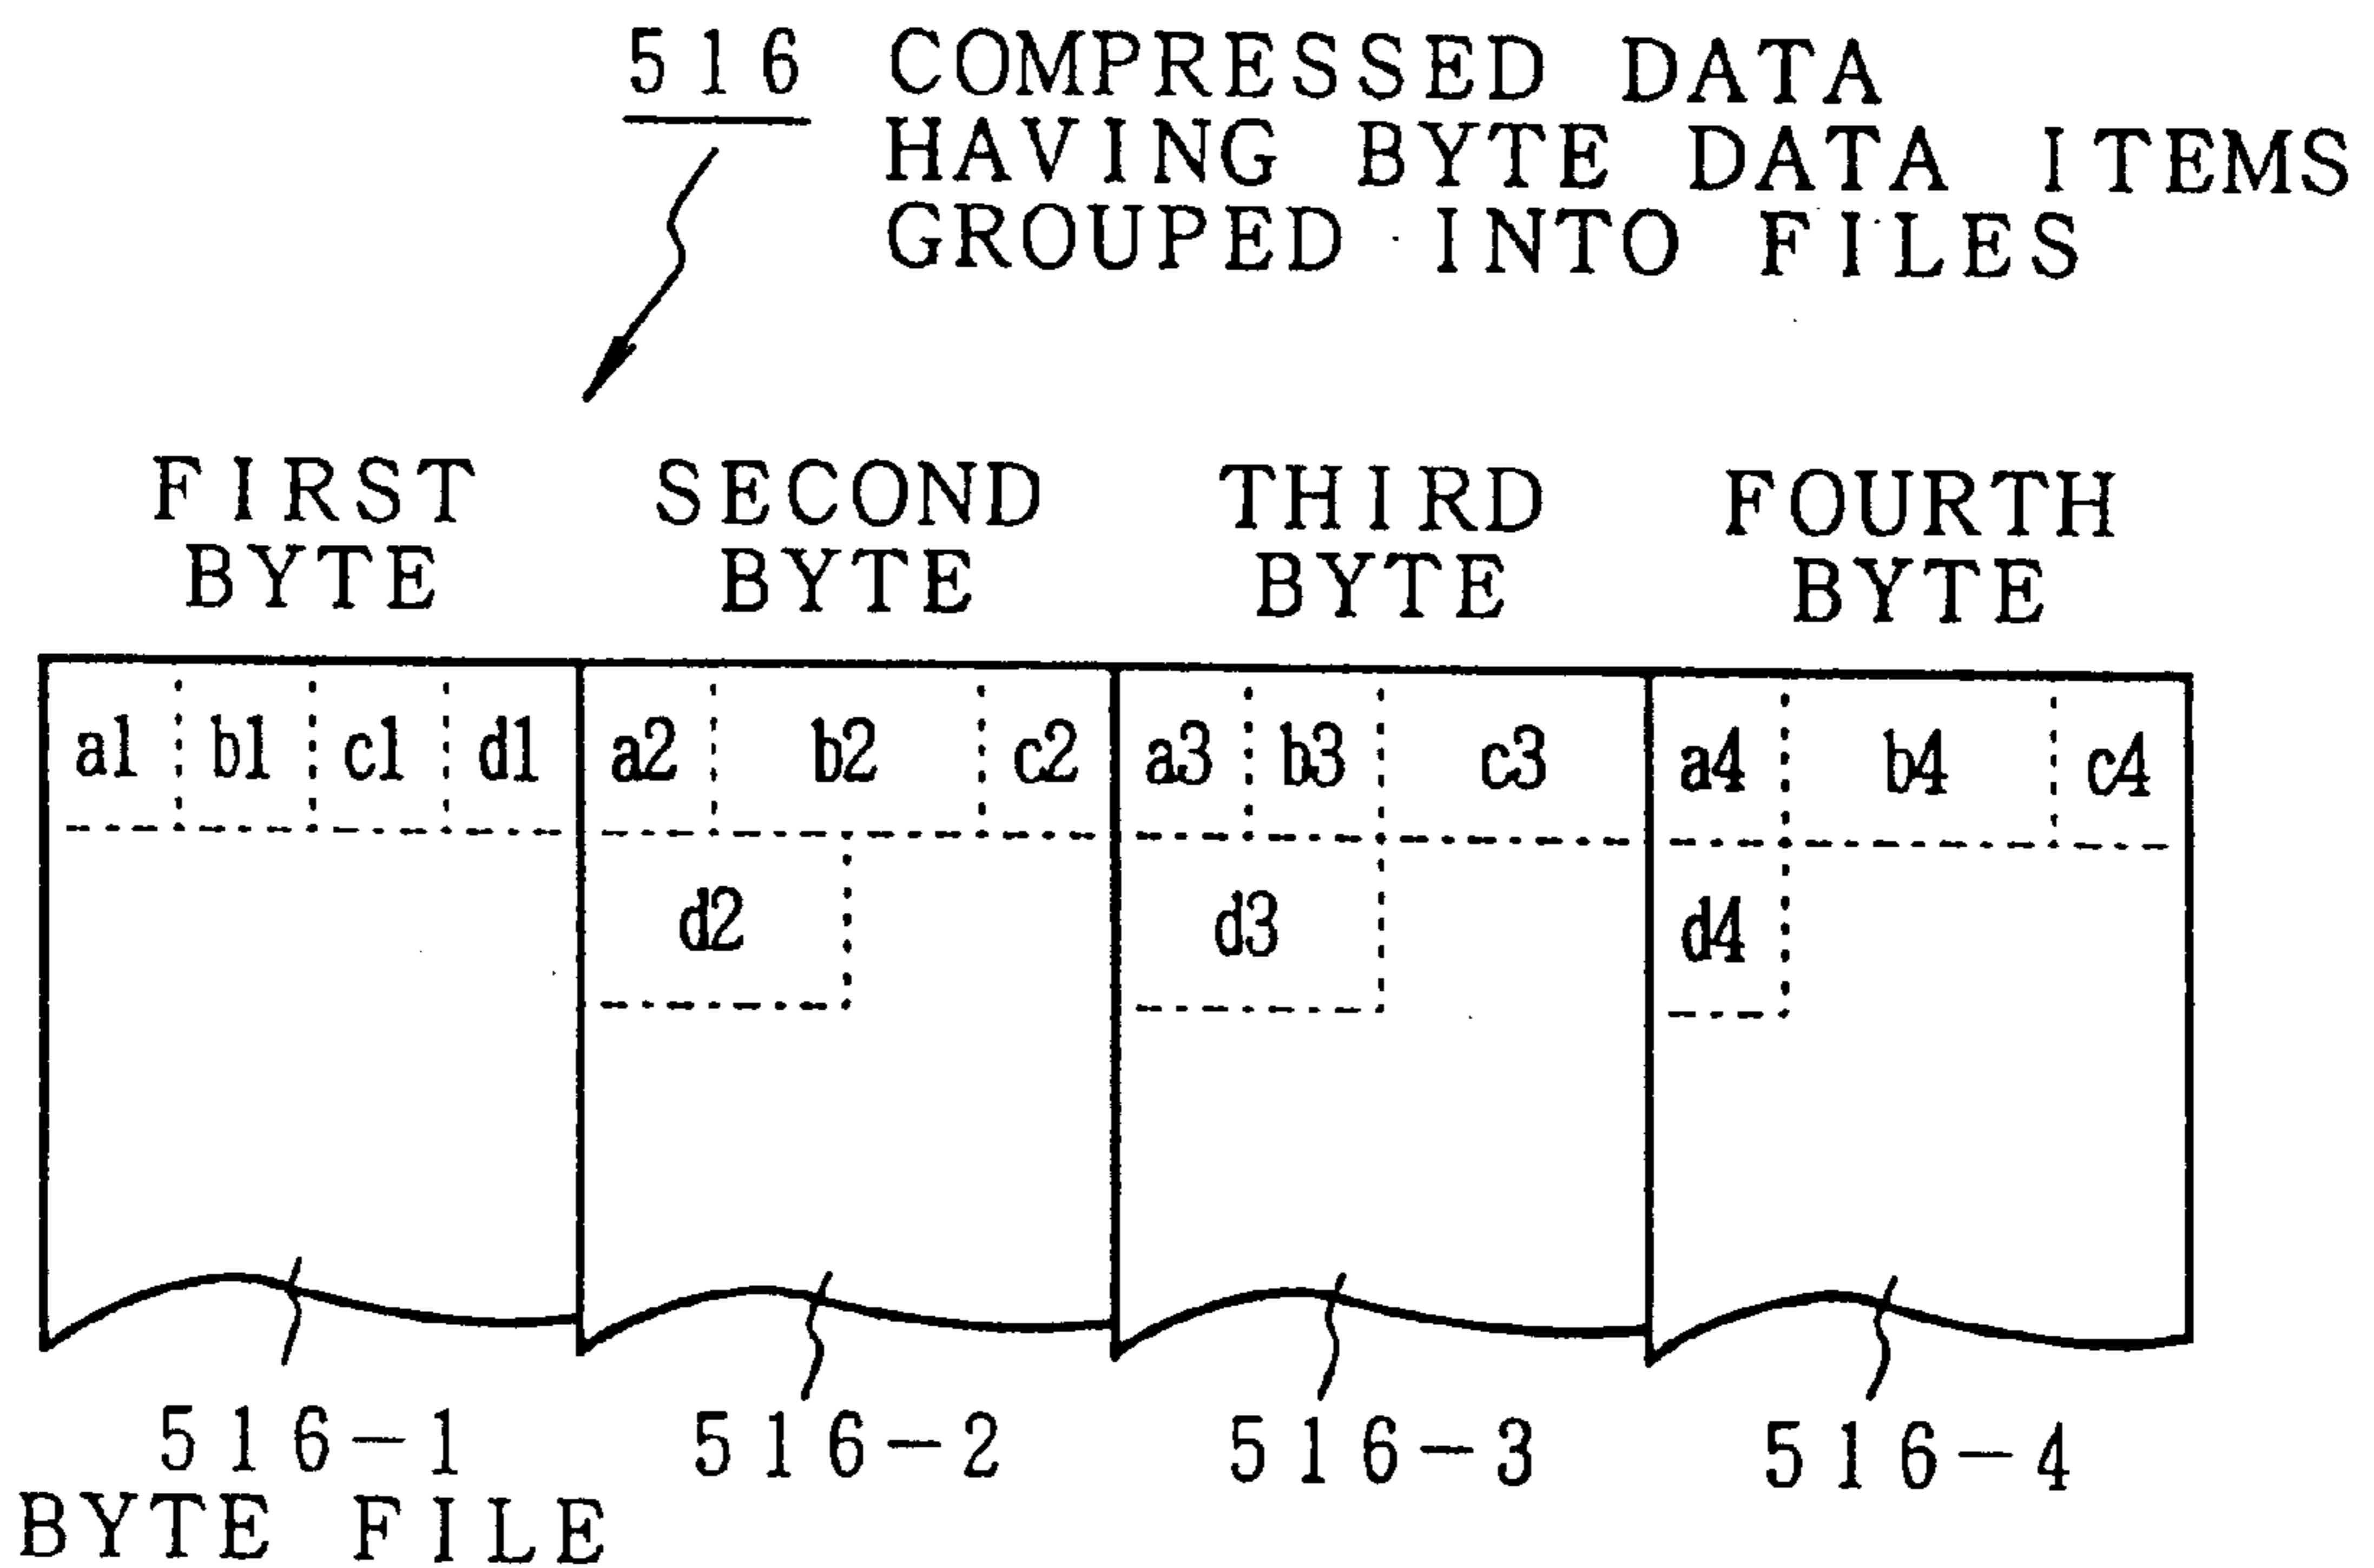 516 COMPRESSED DATA
HAVING BYTE DATA ITEMS
GROUPED INTO FILES
FIRST BYTE
SECOND BYTE
THIRD BYTE
FOURTH BYTE
a1 b1 c1 d1 a2 b2 c2 a3 b3 c3 a4 b4 c4
d2 d3 d4
516-1 516-2 516-3 516-4
BYTE FILE